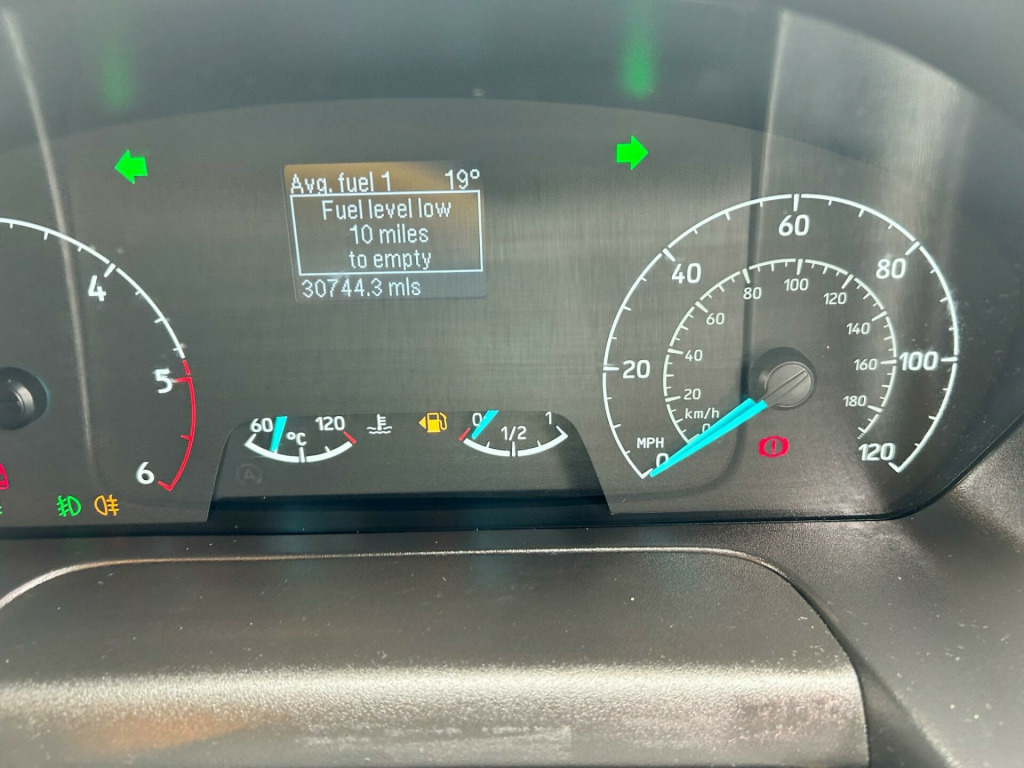 Avg. fuel 1 19°
Fuel level low
10 miles
to empty
30744.3 mls
4
5
6
60 120
°C
0 1/2 1
MPH
0 20 40 60 80 100 120
km/h
0 20 40 60 80 100 120 140 160 180
A